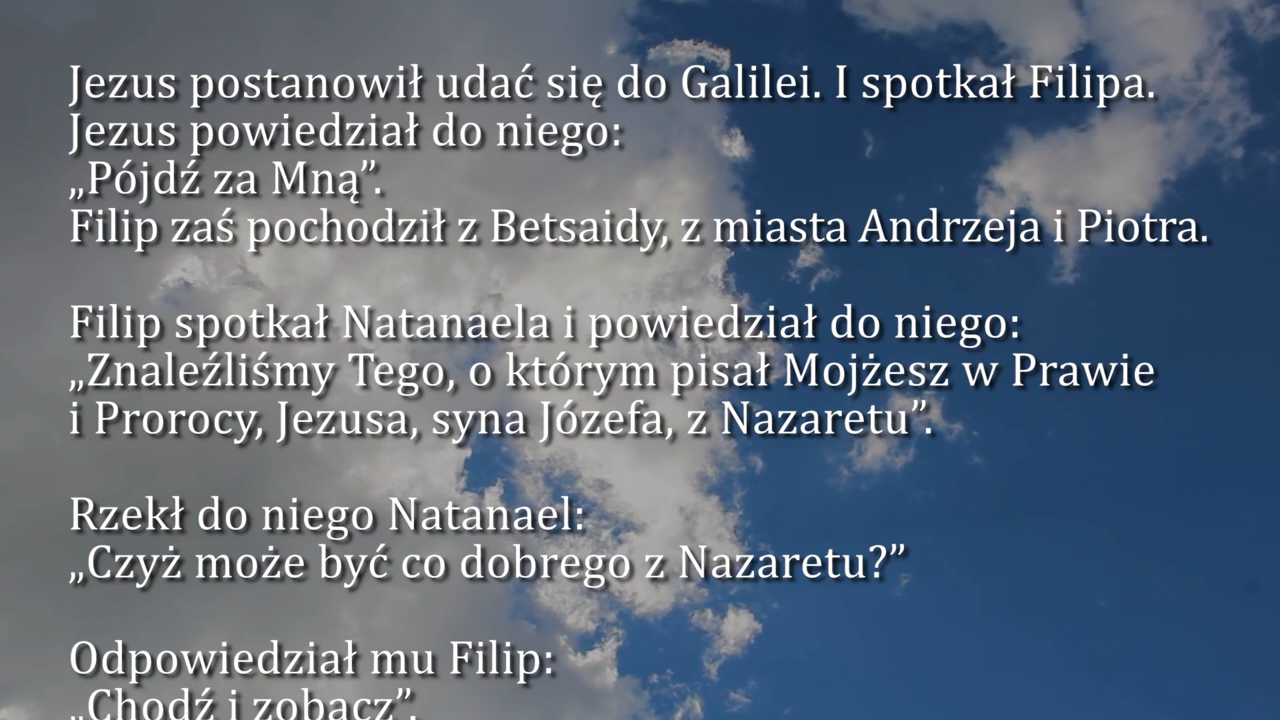 Jezus postanowił udać się do Galilei. I spotkał Filipa.
Jezus powiedział do niego:
„Pójdź za Mną”.
Filip zaś pochodził z Betsaidy, z miasta Andrzeja i Piotra.
Filip spotkał Natanaela i powiedział do niego:
„Znaleźliśmy Tego, o którym pisał Mojżesz w Prawie
i Prorocy, Jezusa, syna Józefa, z Nazaretu”.
Rzekł do niego Natanael:
„Czyż może być co dobrego z Nazaretu?”
Odpowiedział mu Filip:
„Chodź i zobacz”.